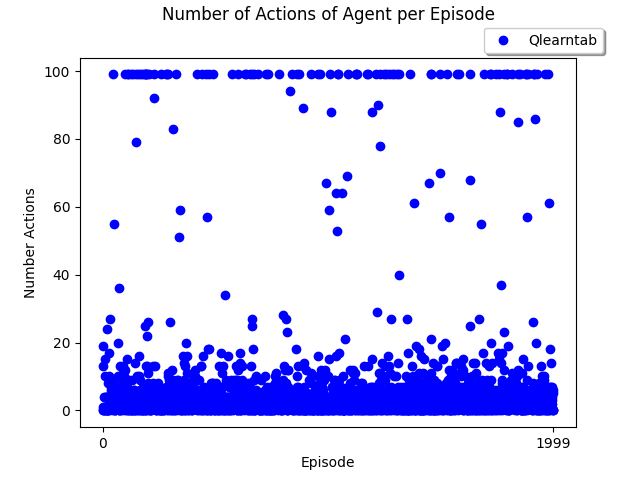 Number of Actions of Agent per Episode
Qlearntab
100
80
60
40
20
0
Number Actions
0
1999
Episode